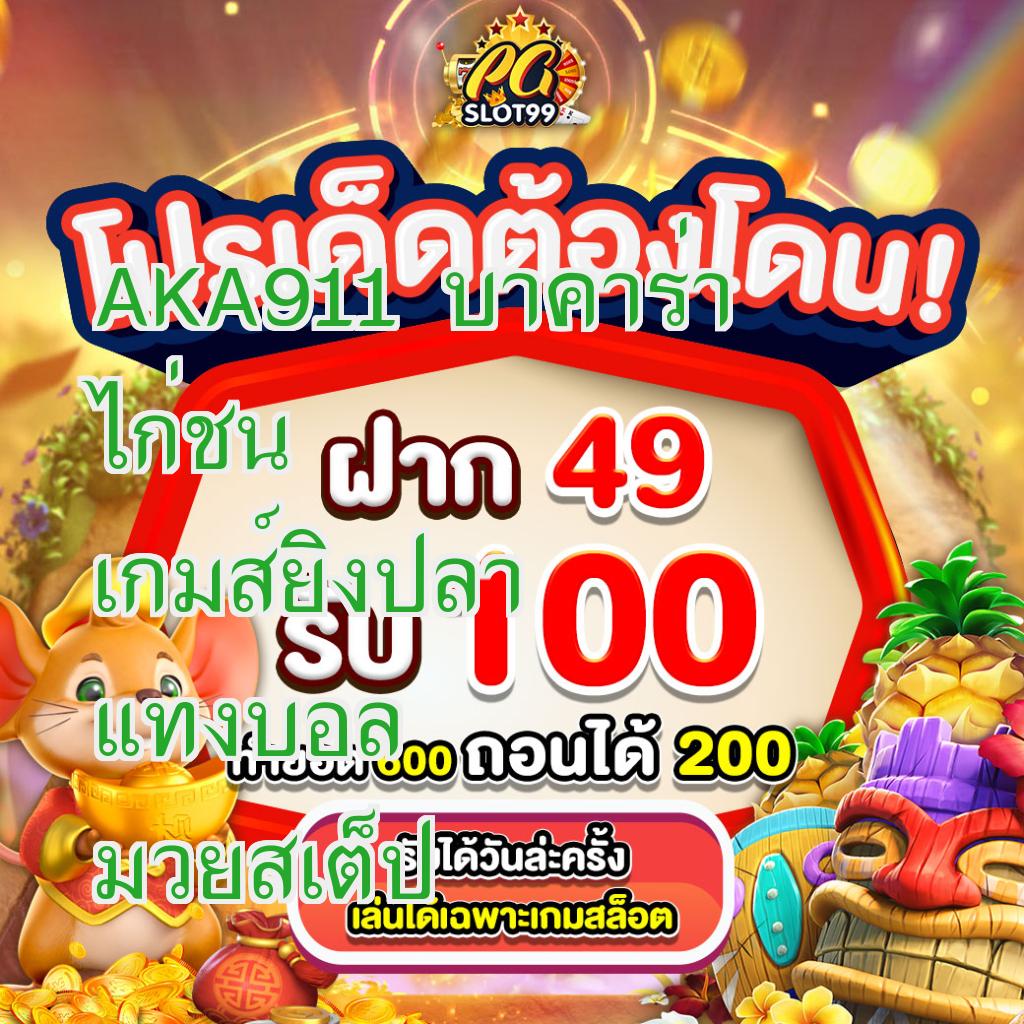 PG
SLOT99
โปรเด็ดต้องโดน!
AKA911 บาคาร่า
ไก่ชน
ฝาก 49
เกมส์ยิงปลา
รับ 100
แทงบอล
ถอนได้ 200
มวยสเต็ป
ได้วันล่ะครั้ง
เล่นได้เฉพาะเกมสล็อต